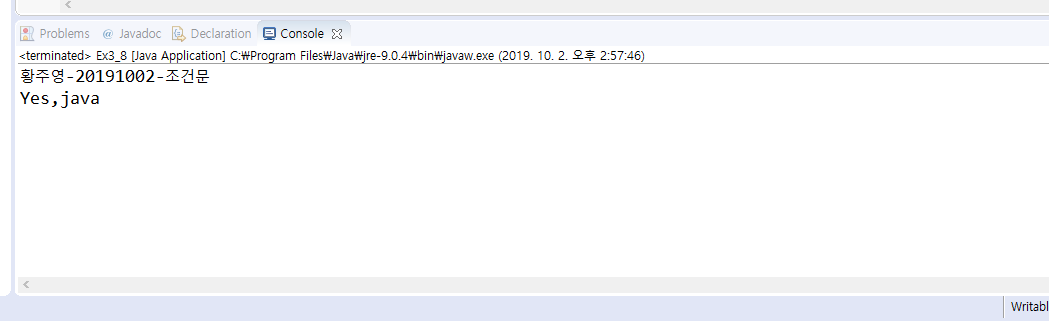 Problems @ Javadoc Declaration Console
<terminated> Ex3_8 [Java Application] C:₩Program Files₩Java₩jre-9.0.4₩bin₩javaw.exe (2019. 10. 2. 오후 2:57:46)
황주영-20191002-조건문
Yes,java
Writabl